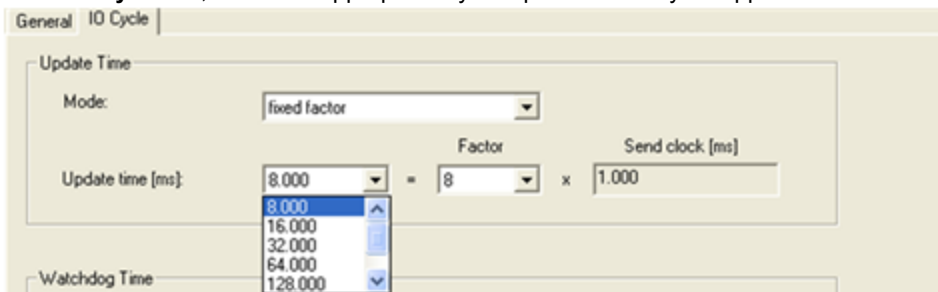 General IO Cycle
Update Time
Mode: fixed factor
Factor Send clock [ms]
Update time [ms]: 8.000 = 8 x 1.000
8.000
16.000
32.000
64.000
Watchdog Time 128.000